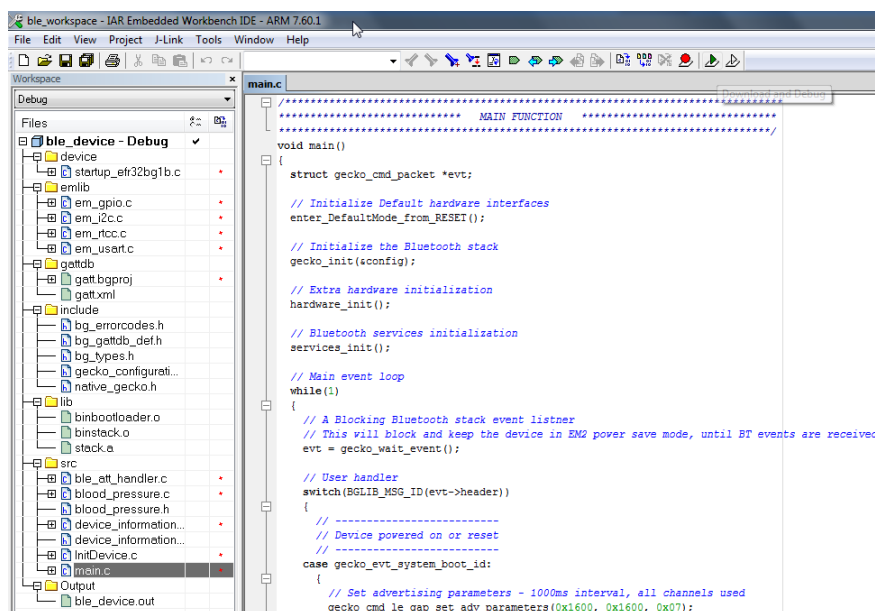 ble_workspace - IAR Embedded Workbench IDE - ARM 7.60.1
File Edit View Project J-Link Tools Window Help
Workspace
Debug
Files
ble_device - Debug
device
startup_efr32bg1b.c
emlib
em_gpio.c
em_i2c.c
em_rtcc.c
em_usart.c
gattdb
gatt.bgproj
gatt.xml
include
bg_errorcodes.h
bg_gattdb_def.h
bg_types.h
gecko_configurati...
native_gecko.h
lib
binbootloader.o
binstack.o
stack.a
src
ble_att_handler.c
blood_pressure.c
blood_pressure.h
device_information...
device_information...
InitDevice.c
main.c
Output
ble_device.out
main.c
Download and Debug
/******************************************************************************
***************************** MAIN FUNCTION *******************************
******************************************************************************/
void main()
{
struct gecko_cmd_packet *evt;
// Initialize Default hardware interfaces
enter_DefaultMode_from_RESET();
// Initialize the Bluetooth stack
gecko_init(&config);
// Extra hardware initialization
hardware_init();
// Bluetooth services initialization
services_init();
// Main event loop
while(1)
{
// A Blocking Bluetooth stack event listner
// This will block and keep the device in EM2 power save mode, until BT events are received
evt = gecko_wait_event();
// User handler
switch(BGLIB_MSG_ID(evt->header))
{
// --------------------------
// Device powered on or reset
// --------------------------
case gecko_evt_system_boot_id:
{
// Set advertising parameters - 1000ms interval, all channels used
gecko_cmd_le_gap_set_adv_parameters(0x1600, 0x1600, 0x07);